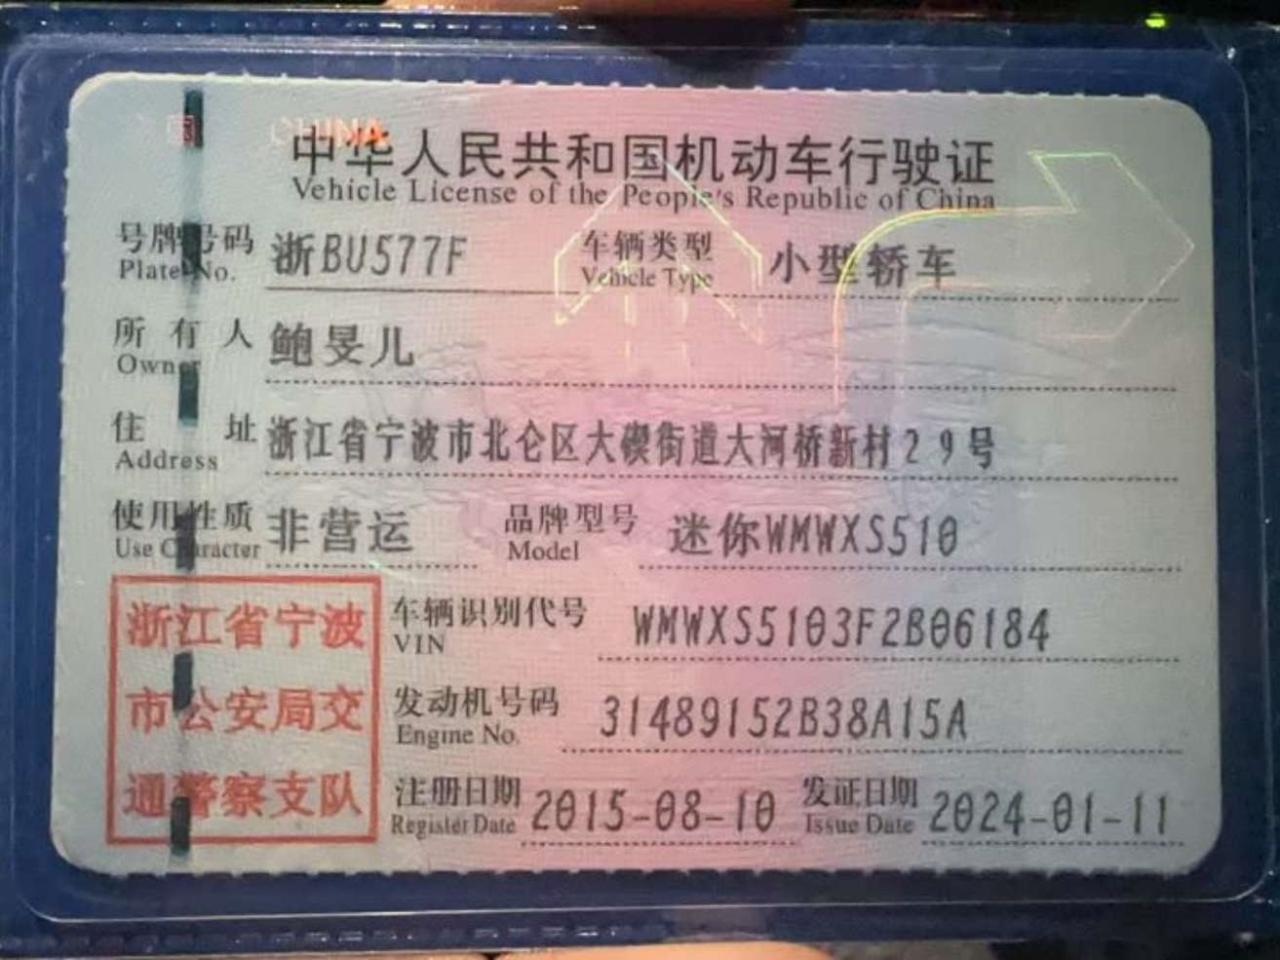 CHINA
中华人民共和国机动车行驶证
Vehicle License of the People's Republic of China
号牌号码 浙BU577F 车辆类型 小型轿车
Plate No. Vehicle Type
所有人 鲍旻儿
Owner
住址 浙江省宁波市北仑区大碶街道大河桥新村29号
Address
使用性质 非营运 品牌型号 迷你WMWXS510
Use Character Model
浙江省宁波
市公安局交
通警察支队
车辆识别代号 WMWXS5103F2B06184
VIN
发动机号码 31489152B38A15A
Engine No.
注册日期 2015-08-10 发证日期 2024-01-11
Register Date Issue Date